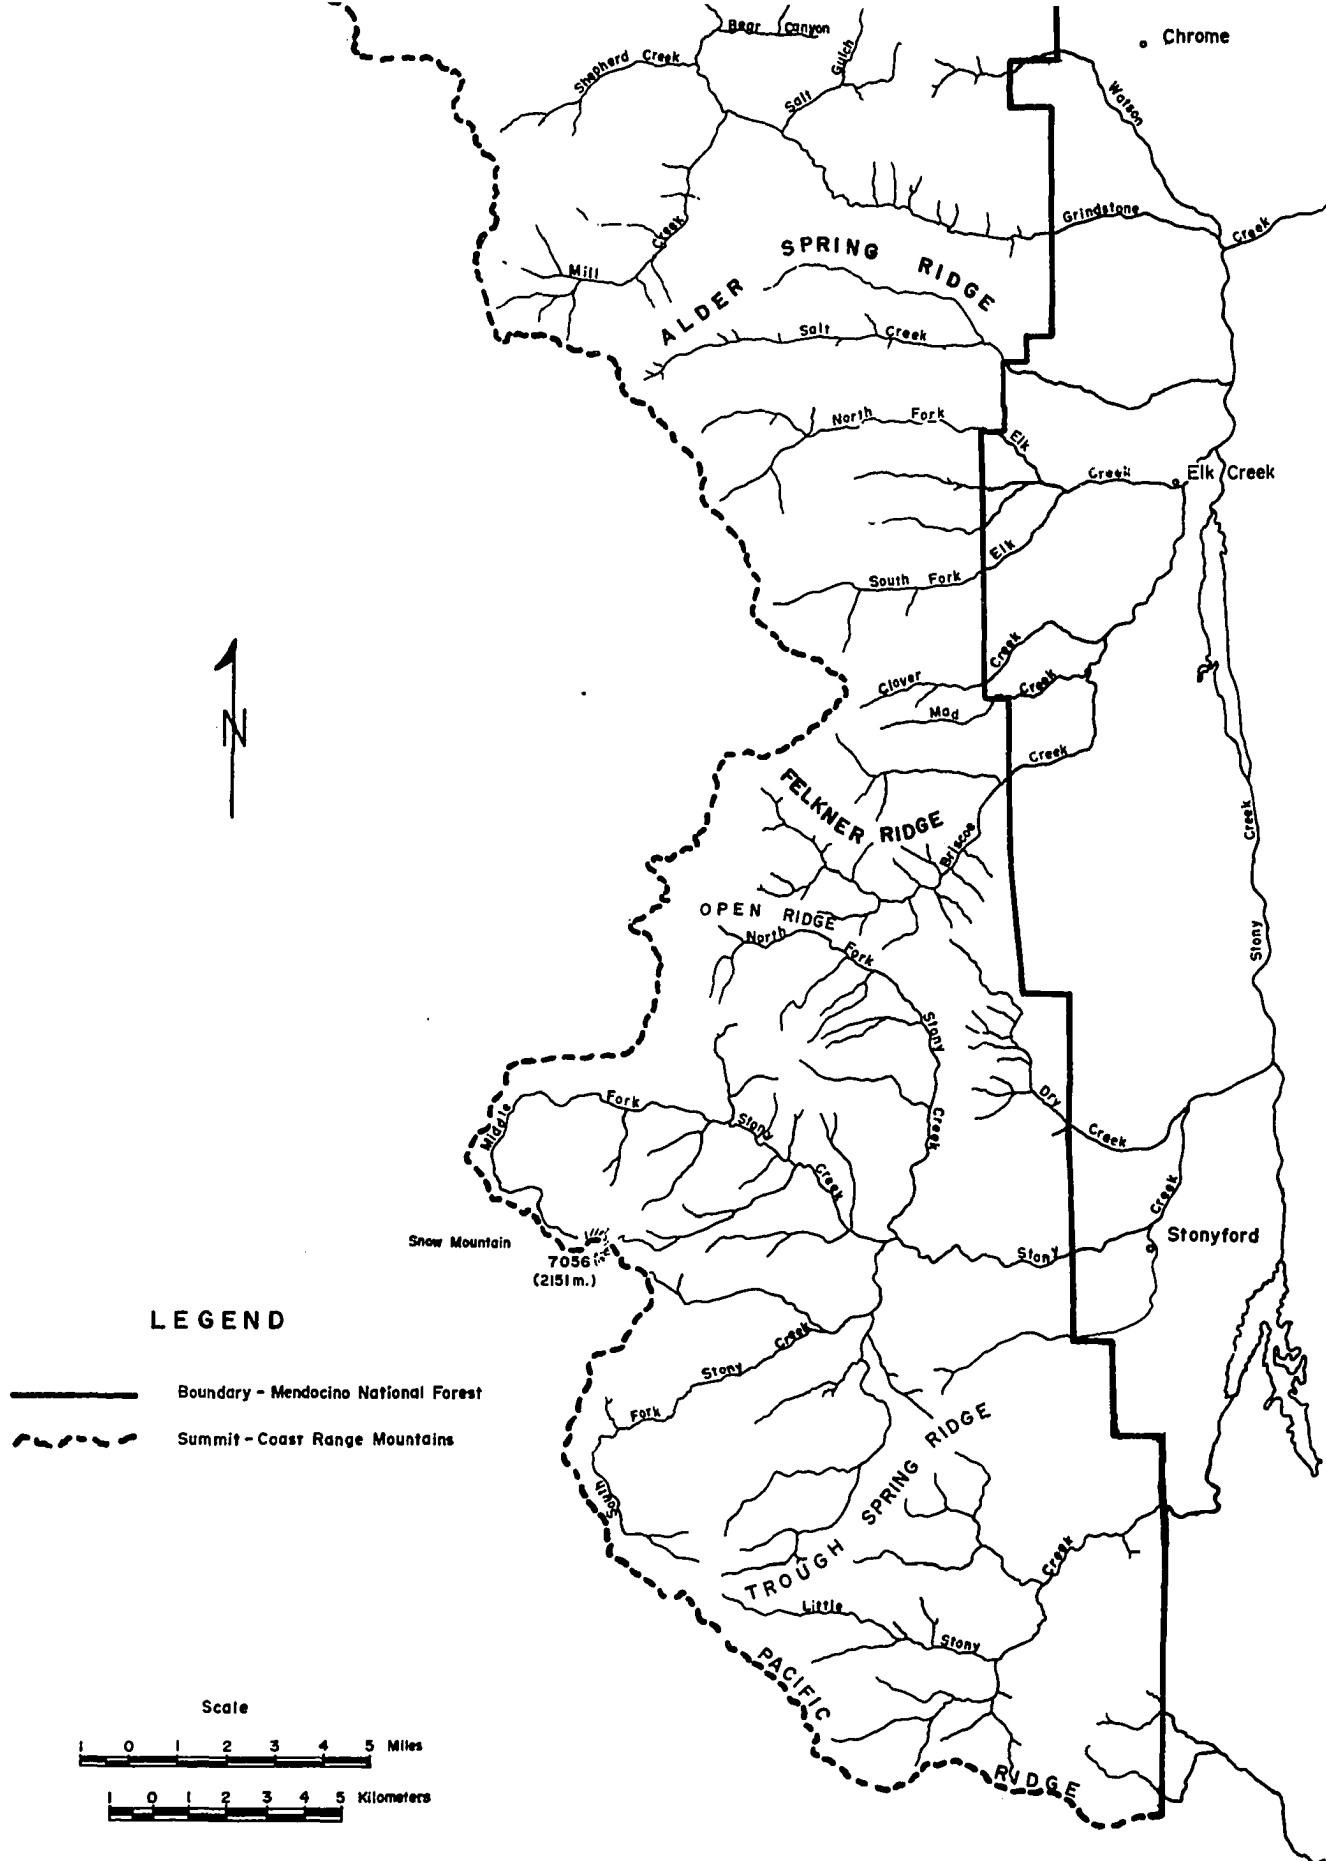 Bear Canyon
Chrome
Shepherd Creek
Salt Gulch
Watson
Grindstone Creek
Mill Creek
ALDER SPRING RIDGE
Salt Creek
North Fork Elk Creek
Elk Creek
South Fork Elk
Clover Creek
Mad Creek
N
FELKNER RIDGE
Briscoe Creek
Stony Creek
OPEN RIDGE
North Fork Stony Creek
Dry Creek
Middle Fork Stony Creek
Stony Creek
Stonyford
Snow Mountain
7056
(2151 m.)
LEGEND
Boundary - Mendocino National Forest
Summit - Coast Range Mountains
South Fork Stony Creek
TROUGH SPRING RIDGE
Little Stony Creek
PACIFIC RIDGE
Scale
1 0 1 2 3 4 5 Miles
1 0 1 2 3 4 5 Kilometers